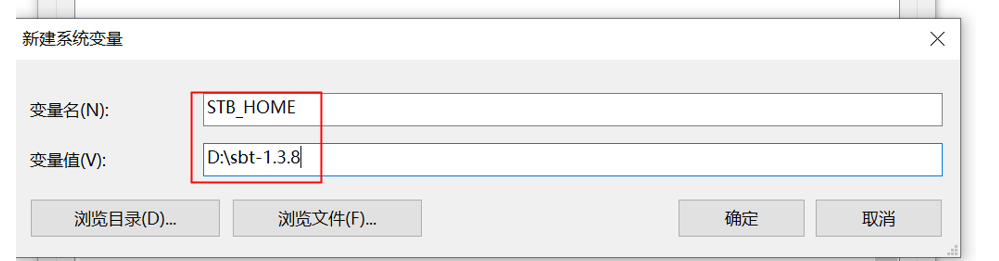 新建系统变量
变量名(N):
STB_HOME
变量值(V):
D:\sbt-1.3.8
浏览目录(D)...
浏览文件(F)...
确定
取消